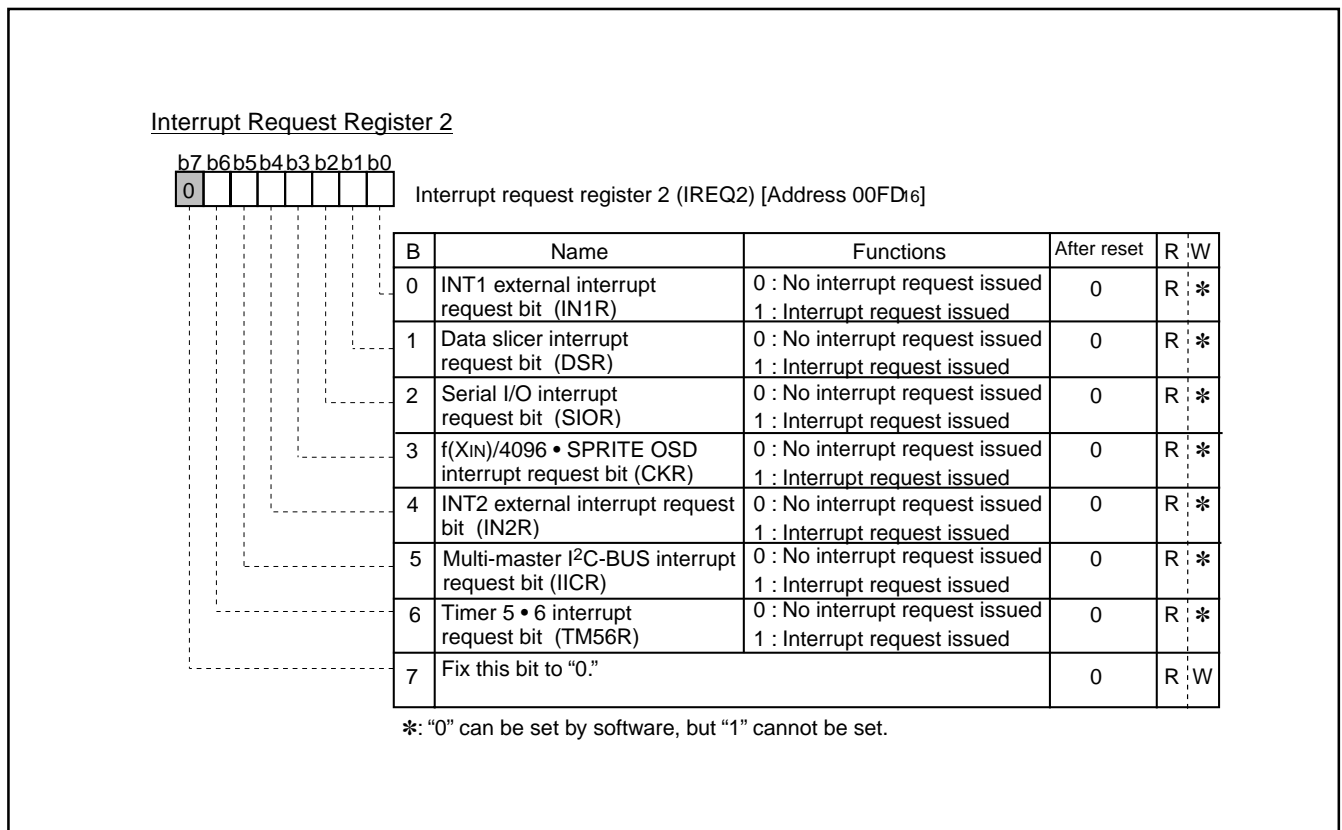 Interrupt Request Register 2
b7 b6 b5 b4 b3 b2 b1 b0
0
Interrupt request register 2 (IREQ2) [Address 00FD16]
B Name Functions After reset R W
0 INT1 external interrupt 0 : No interrupt request issued 0 R ✻
request bit (IN1R) 1 : Interrupt request issued
1 Data slicer interrupt 0 : No interrupt request issued 0 R ✻
request bit (DSR) 1 : Interrupt request issued
2 Serial I/O interrupt 0 : No interrupt request issued 0 R ✻
request bit (SIOR) 1 : Interrupt request issued
3 f(XIN)/4096 • SPRITE OSD 0 : No interrupt request issued 0 R ✻
interrupt request bit (CKR) 1 : Interrupt request issued
4 INT2 external interrupt request 0 : No interrupt request issued 0 R ✻
bit (IN2R) 1 : Interrupt request issued
5 Multi-master I2C-BUS interrupt 0 : No interrupt request issued 0 R ✻
request bit (IICR) 1 : Interrupt request issued
6 Timer 5 • 6 interrupt 0 : No interrupt request issued 0 R ✻
request bit (TM56R) 1 : Interrupt request issued
7 Fix this bit to “0.” 0 R W
✻: “0” can be set by software, but “1” cannot be set.